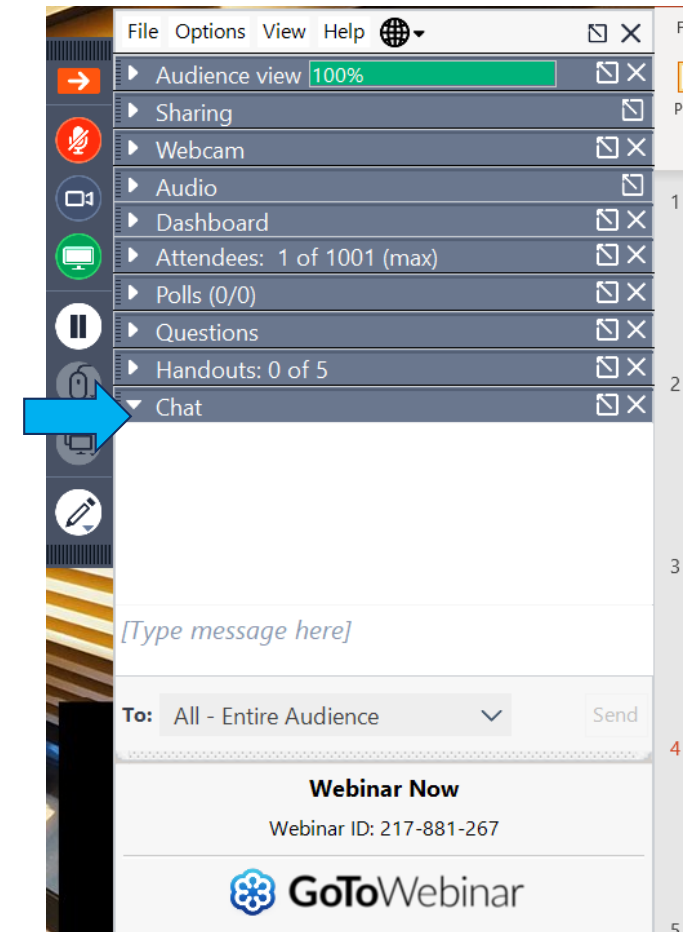 File Options View Help
Audience view 100%
Sharing
Webcam
Audio
Dashboard
Attendees: 1 of 1001 (max)
Polls (0/0)
Questions
Handouts: 0 of 5
Chat
[Type message here]
To: All - Entire Audience Send
Webinar Now
Webinar ID: 217-881-267
GoToWebinar
F
P
1
2
3
4
5